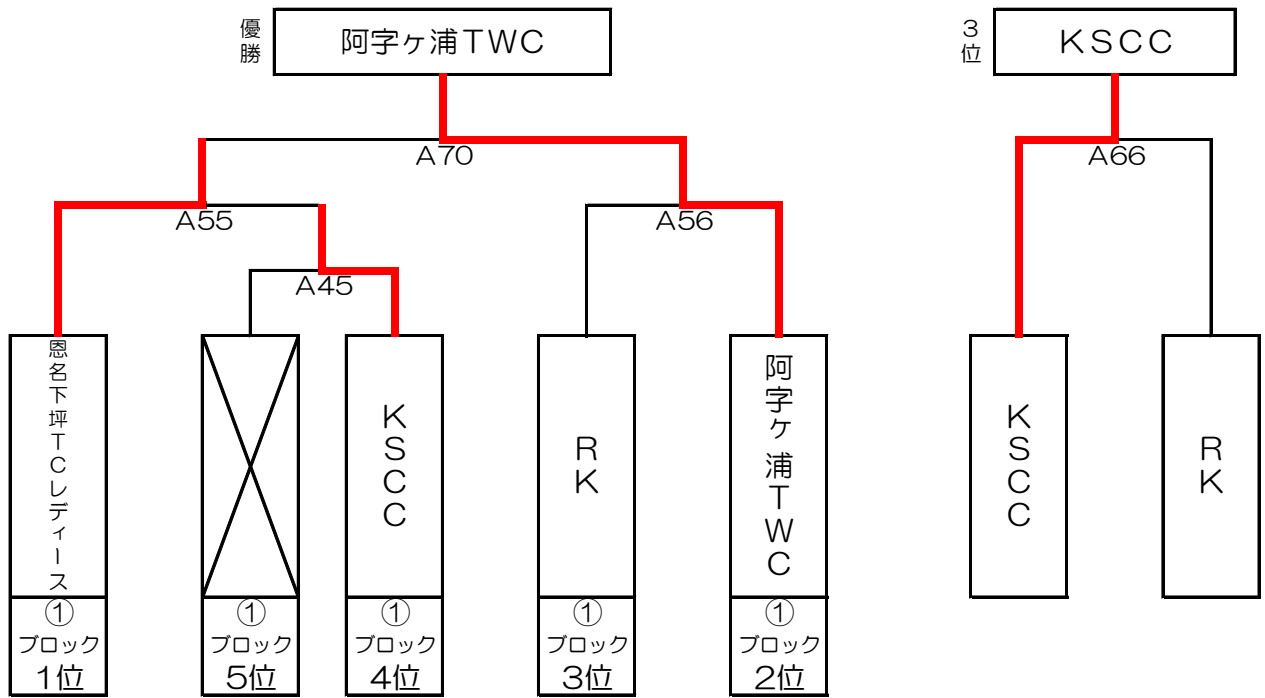 優勝
阿字ヶ浦TWC
3位
KSCC
A70
A66
A55
A56
A45
恩名下坪TCレディース
KSCC
RK
阿字ヶ浦TWC
KSCC
RK
①
ブロック
1位
①
ブロック
5位
①
ブロック
4位
①
ブロック
3位
①
ブロック
2位